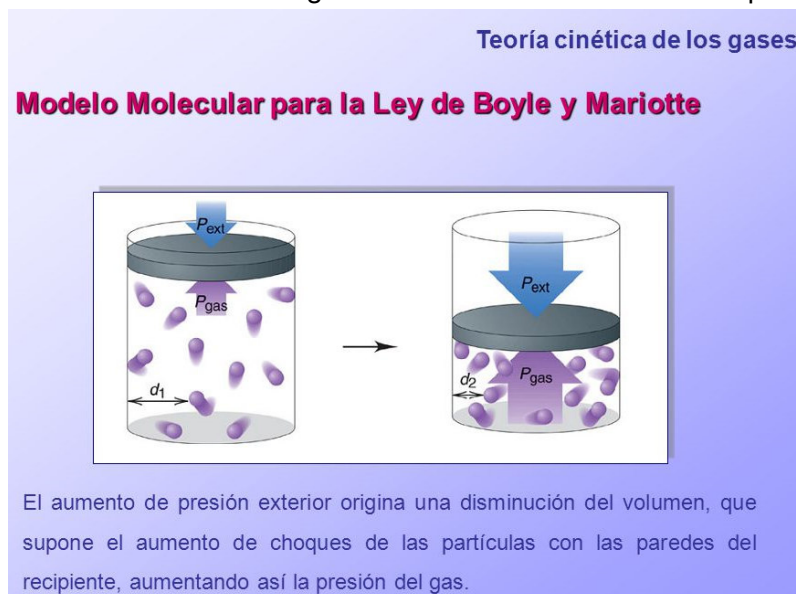 Teoría cinética de los gases
Modelo Molecular para la Ley de Boyle y Mariotte
Pext
Pgas
d1
Pext
Pgas
d2
El aumento de presión exterior origina una disminución del volumen, que
supone el aumento de choques de las partículas con las paredes del
recipiente, aumentando así la presión del gas.